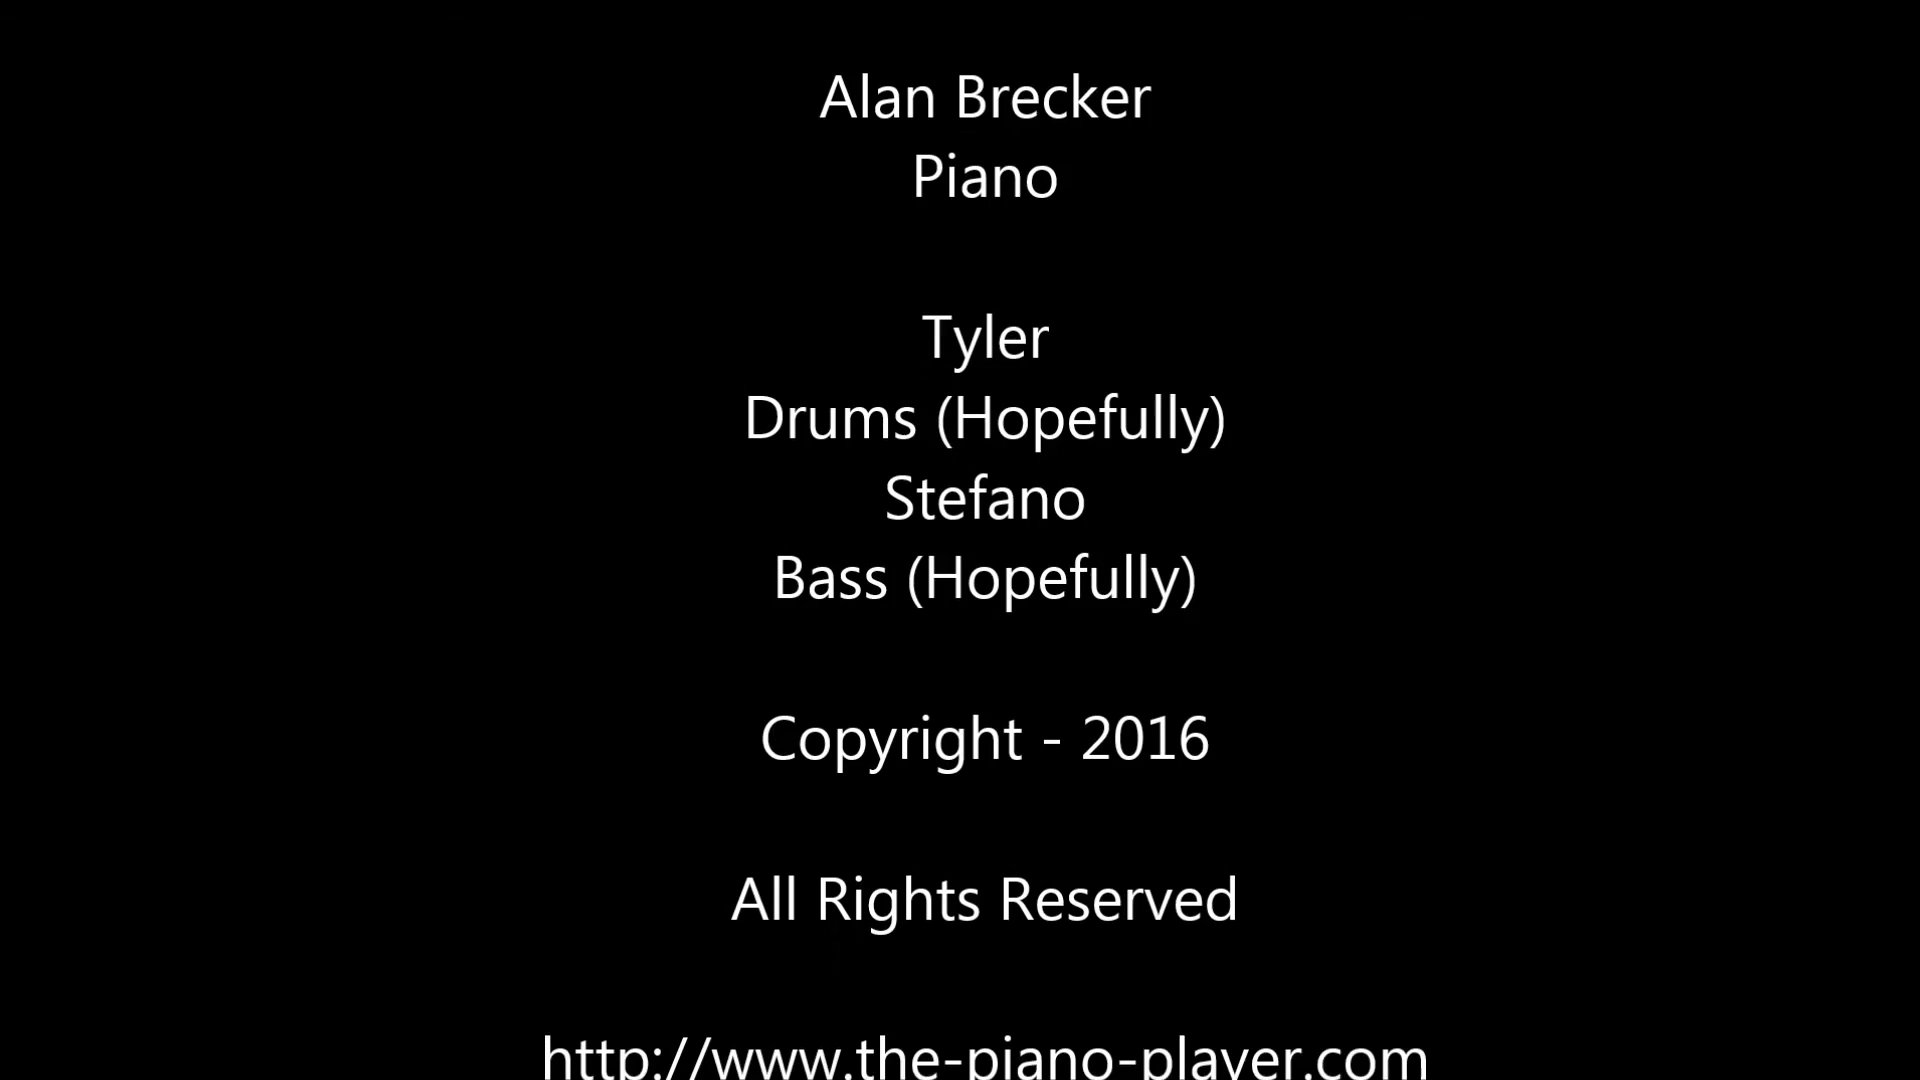 Alan Brecker
Piano
Tyler
Drums (Hopefully)
Stefano
Bass (Hopefully)
Copyright - 2016
All Rights Reserved
http://www.the-piano-player.com